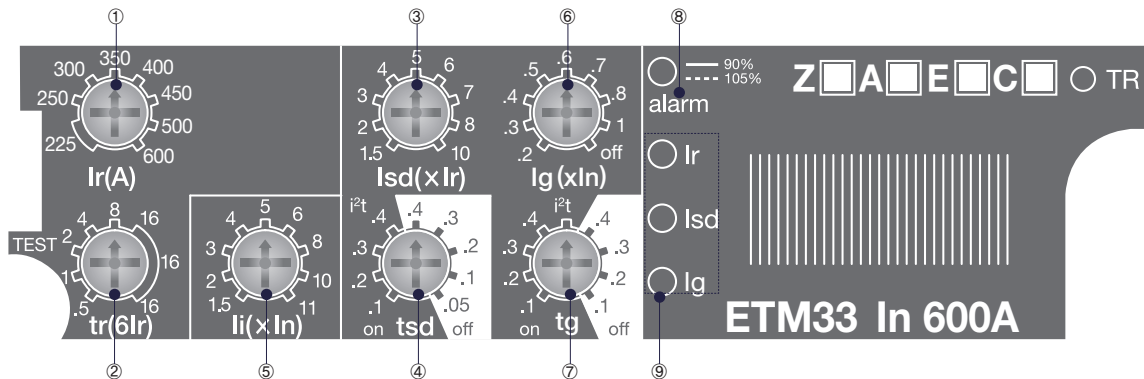 ① ③ ⑥ ⑧
225 250 300 350 400 450 500 600
Ir(A)
1.5 2 3 4 5 6 7 8 10
Isd(×Ir)
.2 .3 .4 .5 .6 .7 .8 1 off
Ig(xIn)
90%
105%
alarm
Z A E C TR
Ir
Isd
Ig
TEST
.5 1 2 4 8 16 16 16
tr(6Ir)
1.5 2 3 4 5 6 8 10 11
Ii(×In)
i²t
.1 .2 .3 .4 .4 .3 .2 .1 .05
on tsd off
i²t
.1 .2 .3 .4 .4 .3 .2 .1
on tg off
ETM33 In 600A
② ⑤ ④ ⑦ ⑨